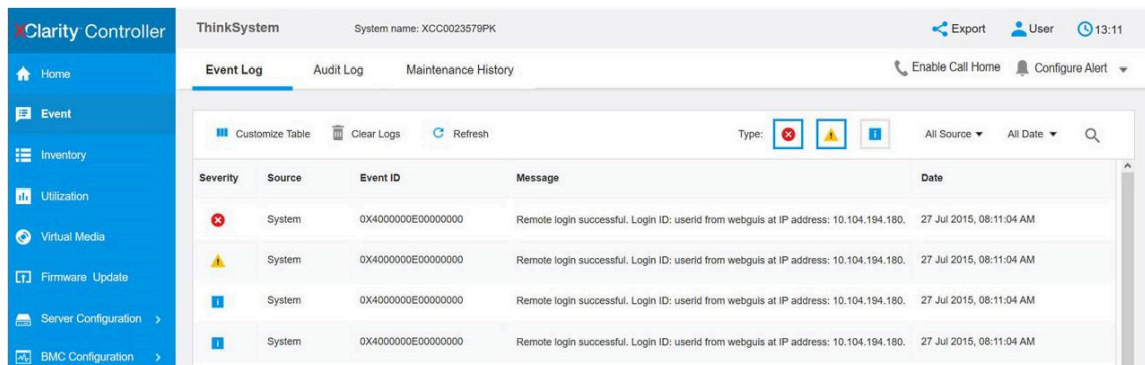 XClarity Controller
ThinkSystem System name: XCC0023579PK Export User 13:11
Home
Event Log Audit Log Maintenance History Enable Call Home Configure Alert
Event
Customize Table Clear Logs Refresh Type: All Source All Date
Inventory
Severity Source Event ID Message Date
Utilization
System 0X4000000E00000000 Remote login successful. Login ID: userid from webguis at IP address: 10.104.194.180. 27 Jul 2015, 08:11:04 AM
Virtual Media
System 0X4000000E00000000 Remote login successful. Login ID: userid from webguis at IP address: 10.104.194.180. 27 Jul 2015, 08:11:04 AM
Firmware Update
System 0X4000000E00000000 Remote login successful. Login ID: userid from webguis at IP address: 10.104.194.180. 27 Jul 2015, 08:11:04 AM
Server Configuration
System 0X4000000E00000000 Remote login successful. Login ID: userid from webguis at IP address: 10.104.194.180. 27 Jul 2015, 08:11:04 AM
BMC Configuration